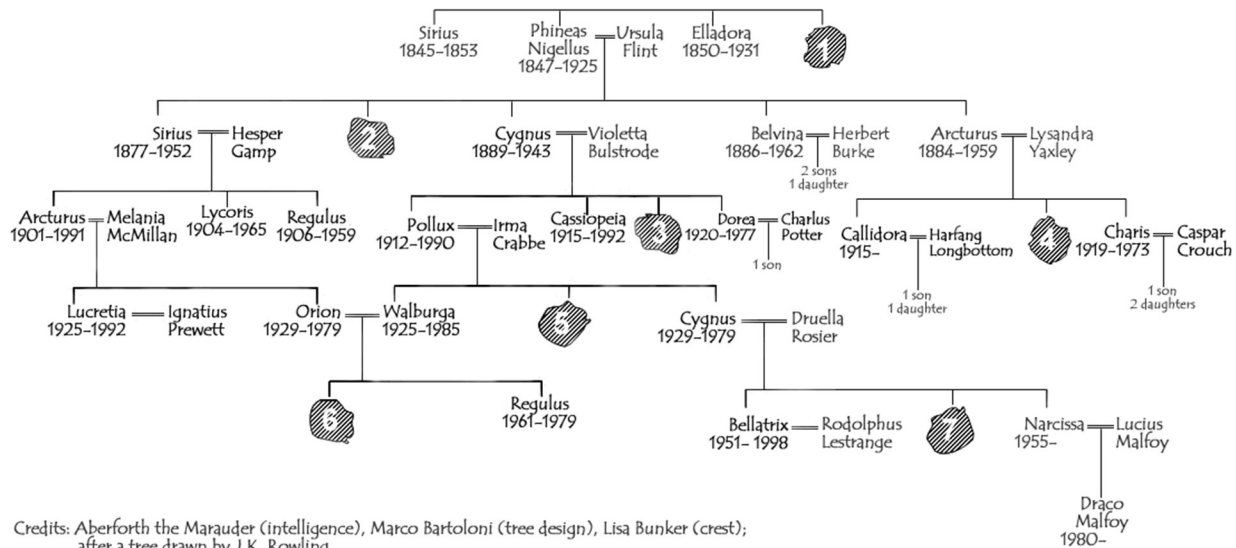 Sirius
1845-1853
Phineas
Nigellus
1847-1925
Ursula
Flint
Elladora
1850-1931
1
Sirius
1877-1952
Hesper
Gamp
2
Cygnus
1889-1943
Violetta
Bulstrode
Belvina
1886-1962
Herbert
Burke
2 sons
1 daughter
Arcturus
1884-1959
Lysandra
Yaxley
Arcturus
1901-1991
Melania
McMillan
Lycoris
1904-1965
Regulus
1906-1959
Pollux
1912-1990
Irma
Crabbe
Cassiopeia
1915-1992
3
Dorea
1920-1977
Charlus
Potter
1 son
Callidora
1915-
Harfang
Longbottom
1 son
1 daughter
4
Charis
1919-1973
Caspar
Crouch
1 son
2 daughters
Lucretia
1925-1992
Ignatius
Prewett
Orion
1929-1979
Walburga
1925-1985
5
Cygnus
1929-1979
Druella
Rosier
6
Regulus
1961-1979
Bellatrix
1951- 1998
Rodolphus
Lestrange
7
Narcissa
1955-
Lucius
Malfoy
Draco
Malfoy
1980-
Credits: Aberforth the Marauder (intelligence), Marco Bartoloni (tree design), Lisa Bunker (crest);
after a tree drawn by J.K. Rowling